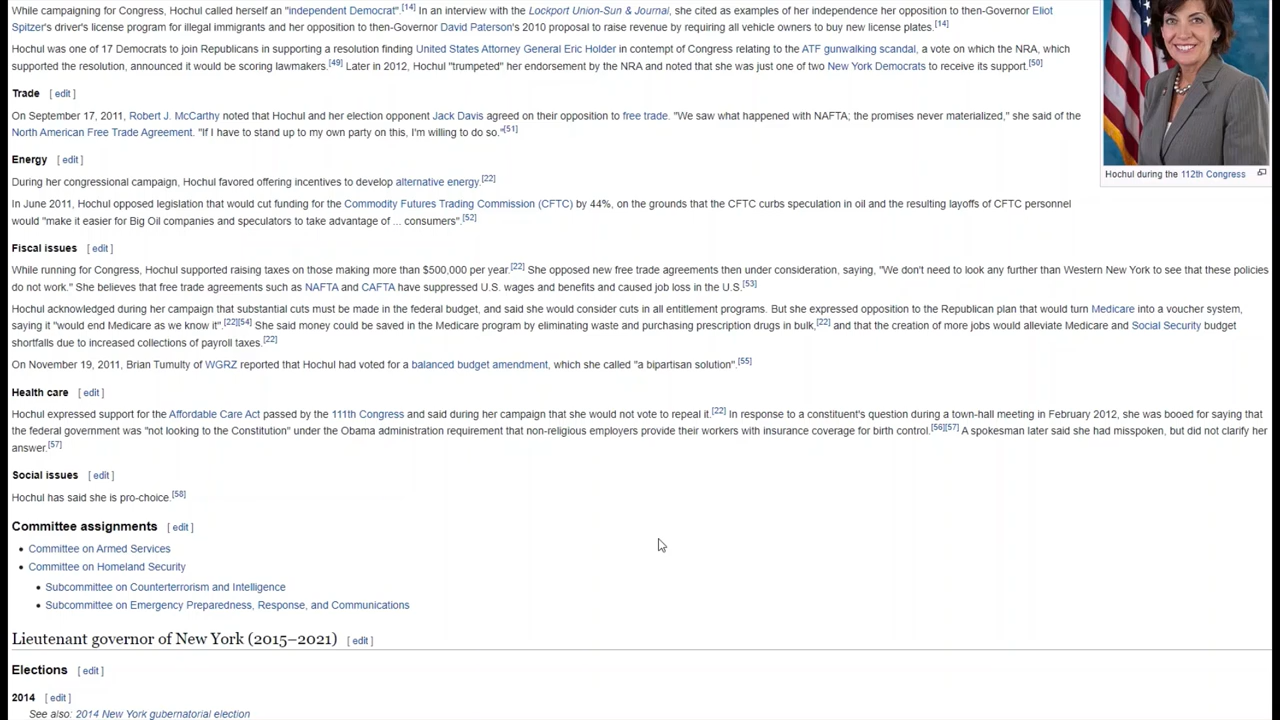 While campaigning for Congress, Hochul called herself an "independent Democrat".[14] In an interview with the Lockport Union-Sun & Journal, she cited as examples of her independence her opposition to then-Governor Eliot
Spitzer's driver's license program for illegal immigrants and her opposition to then-Governor David Paterson's 2010 proposal to raise revenue by requiring all vehicle owners to buy new license plates.[14]
Hochul was one of 17 Democrats to join Republicans in supporting a resolution finding United States Attorney General Eric Holder in contempt of Congress relating to the ATF gunwalking scandal, a vote on which the NRA, which
supported the resolution, announced it would be scoring lawmakers.[49] Later in 2012, Hochul "trumpeted" her endorsement by the NRA and noted that she was just one of two New York Democrats to receive its support.[50]
Trade [ edit ]
On September 17, 2011, Robert J. McCarthy noted that Hochul and her election opponent Jack Davis agreed on their opposition to free trade. "We saw what happened with NAFTA; the promises never materialized," she said of the
North American Free Trade Agreement. "If I have to stand up to my own party on this, I'm willing to do so."[51]
Hochul during the 112th Congress
Energy [ edit ]
During her congressional campaign, Hochul favored offering incentives to develop alternative energy.[22]
In June 2011, Hochul opposed legislation that would cut funding for the Commodity Futures Trading Commission (CFTC) by 44%, on the grounds that the CFTC curbs speculation in oil and the resulting layoffs of CFTC personnel
would "make it easier for Big Oil companies and speculators to take advantage of ... consumers".[52]
Fiscal issues [ edit ]
While running for Congress, Hochul supported raising taxes on those making more than $500,000 per year.[22] She opposed new free trade agreements then under consideration, saying, "We don't need to look any further than Western New York to see that these policies
do not work." She believes that free trade agreements such as NAFTA and CAFTA have suppressed U.S. wages and benefits and caused job loss in the U.S.[53]
Hochul acknowledged during her campaign that substantial cuts must be made in the federal budget, and said she would consider cuts in all entitlement programs. But she expressed opposition to the Republican plan that would turn Medicare into a voucher system,
saying it "would end Medicare as we know it".[22][54] She said money could be saved in the Medicare program by eliminating waste and purchasing prescription drugs in bulk,[22] and that the creation of more jobs would alleviate Medicare and Social Security budget
shortfalls due to increased collections of payroll taxes.[22]
On November 19, 2011, Brian Tumulty of WGRZ reported that Hochul had voted for a balanced budget amendment, which she called "a bipartisan solution".[55]
Health care [ edit ]
Hochul expressed support for the Affordable Care Act passed by the 111th Congress and said during her campaign that she would not vote to repeal it.[22] In response to a constituent's question during a town-hall meeting in February 2012, she was booed for saying that
the federal government was "not looking to the Constitution" under the Obama administration requirement that non-religious employers provide their workers with insurance coverage for birth control.[56][57] A spokesman later said she had misspoken, but did not clarify her
answer.[57]
Social issues [ edit ]
Hochul has said she is pro-choice.[58]
Committee assignments [ edit ]
• Committee on Armed Services
• Committee on Homeland Security
• Subcommittee on Counterterrorism and Intelligence
• Subcommittee on Emergency Preparedness, Response, and Communications
Lieutenant governor of New York (2015–2021) [ edit ]
Elections [ edit ]
2014 [ edit ]
See also: 2014 New York gubernatorial election